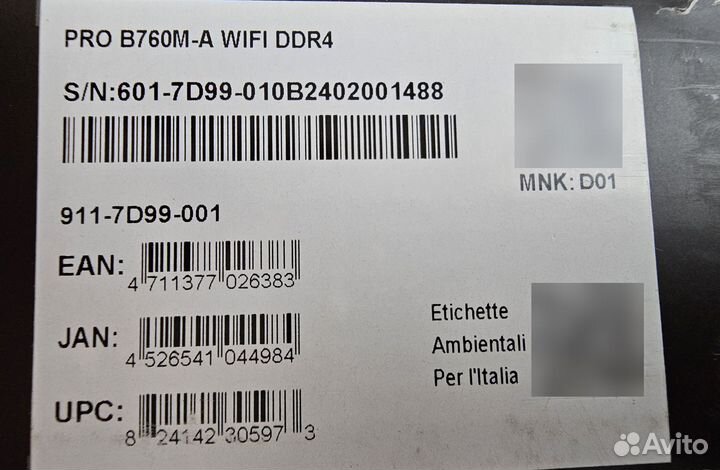 PRO B760M-A WIFI DDR4
S/N:601-7D99-010B2402001488
MNK: D01
911-7D99-001
EAN:
4 711377 026383
JAN:
4 526541 044984
UPC:
8 24142 30597 3
Etichette
Ambientali
Per l'Italia
Avito